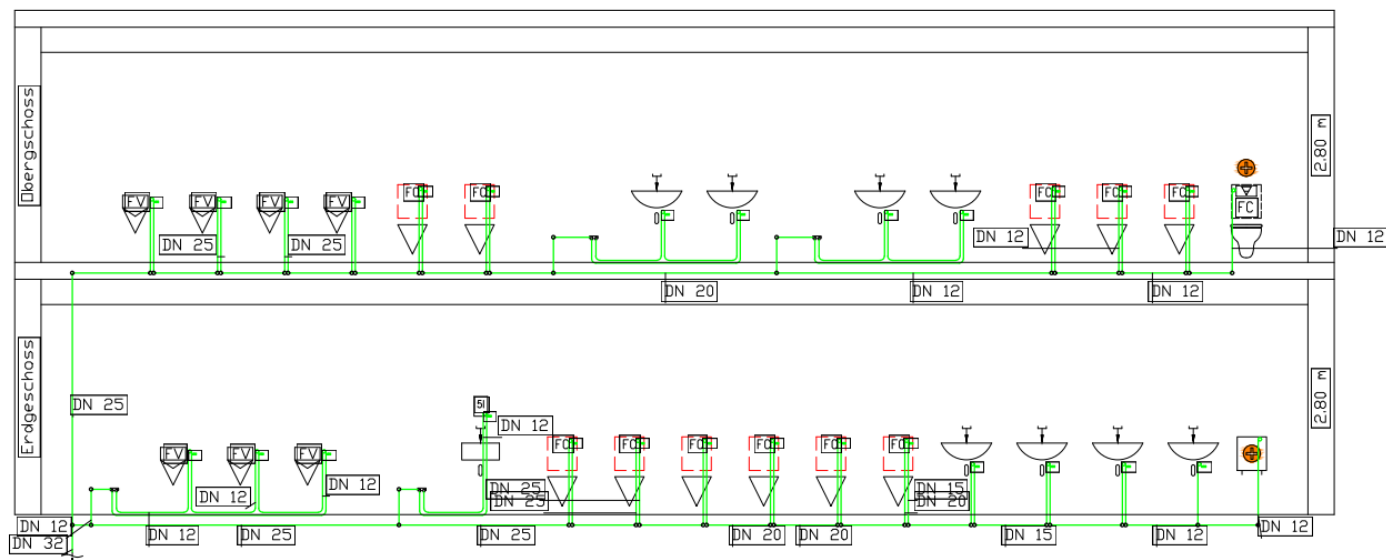 Obergschoss
2.80 m
FV FV FV FV FC FC FC FC FC FC
DN 25 DN 25 DN 12 DN 12
DN 20 DN 12 DN 12
Erdgeschoss
2.80 m
DN 25
5l
DN 12
FV FV FV FC FC FC FC FC FC
DN 12 DN 12 DN 25 DN 15
DN 25 DN 20
DN 12 DN 12 DN 25 DN 25 DN 20 DN 20 DN 15 DN 12 DN 12
DN 32